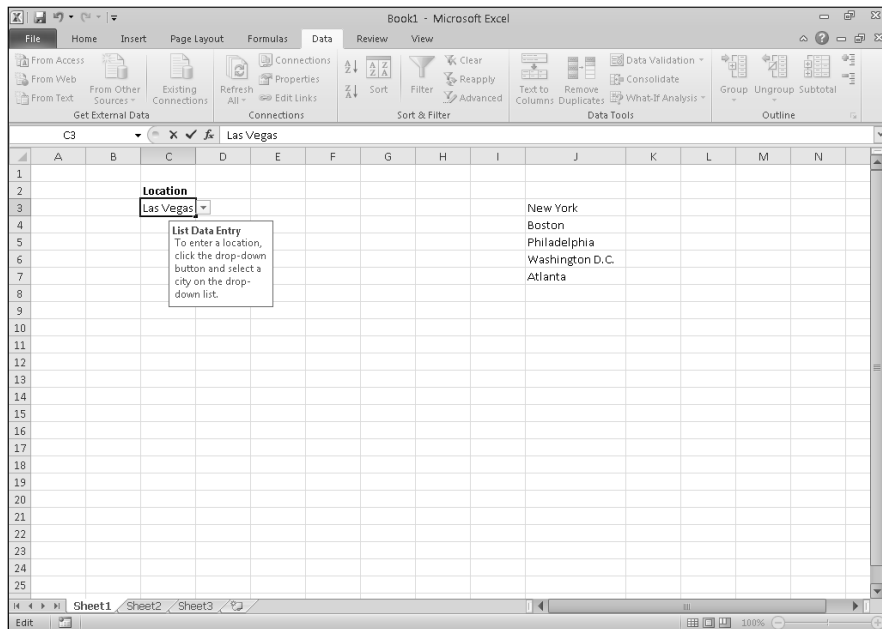 Book1 - Microsoft Excel
File Home Insert Page Layout Formulas Data Review View
From Access
From Web
From Text
From Other Sources
Existing Connections
Get External Data
Refresh All
Connections
Properties
Edit Links
Connections
Sort
Filter
Clear
Reapply
Advanced
Sort & Filter
Text to Columns
Remove Duplicates
Data Validation
Consolidate
What-If Analysis
Data Tools
Group
Ungroup
Subtotal
Outline
C3 fx Las Vegas
A B C D E F G H I J K L M N
1
2 Location
3 Las Vegas New York
4 Boston
5 Philadelphia
6 Washington D.C.
7 Atlanta
List Data Entry
To enter a location,
click the drop-down
button and select a
city on the drop-
down list.
8
9
10
11
12
13
14
15
16
17
18
19
20
21
22
23
24
25
Sheet1 Sheet2 Sheet3
Edit 100%